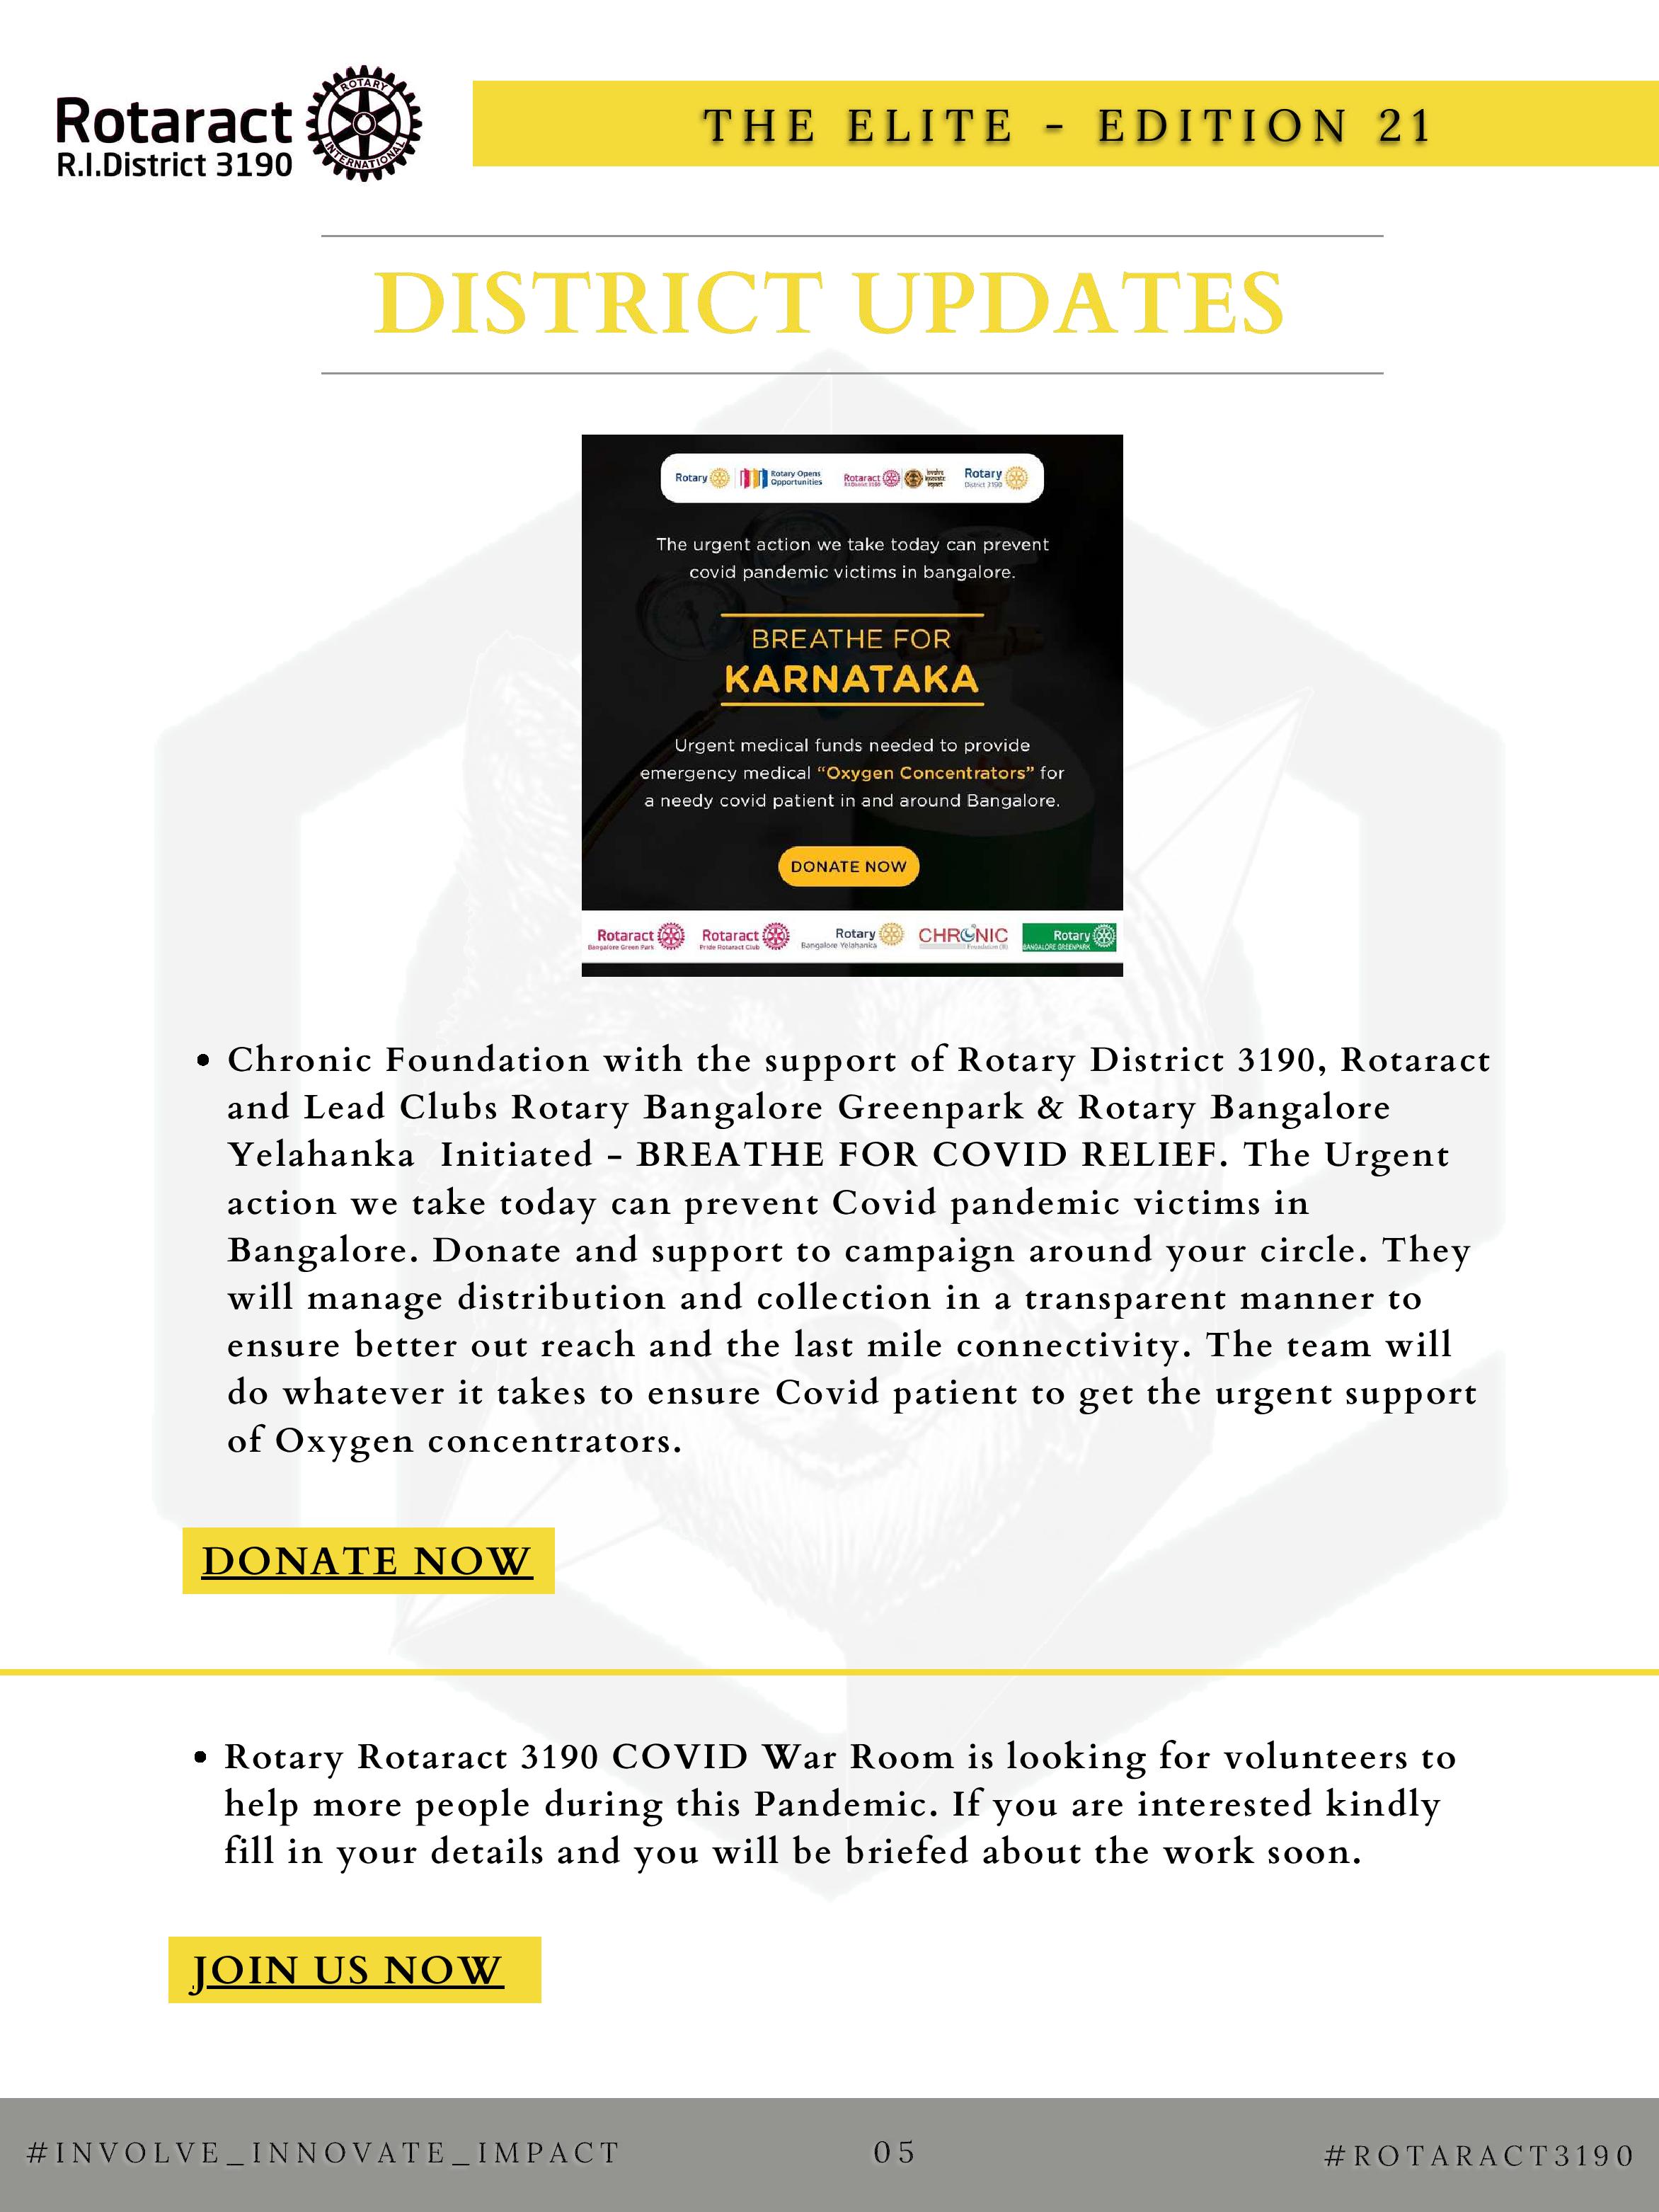 Rotaract
R.I.District 3190
ROTARY
INTERNATIONAL
THE ELITE - EDITION 21
DISTRICT UPDATES
Rotary
Rotary Opens
Opportunities
Rotaract
R.I.District 3190
involve
innovate
impact
Rotary
District 3190
The urgent action we take today can prevent
covid pandemic victims in bangalore.
BREATHE FOR
KARNATAKA
Urgent medical funds needed to provide
emergency medical “Oxygen Concentrators” for
a needy covid patient in and around Bangalore.
DONATE NOW
Rotaract
Bangalore Green Park
Rotaract
Pride Rotaract Club
Rotary
Bangalore Yelahanka
CHRONIC
Foundation (R)
Rotary
BANGALORE GREENPARK
• Chronic Foundation with the support of Rotary District 3190, Rotaract
and Lead Clubs Rotary Bangalore Greenpark & Rotary Bangalore
Yelahanka  Initiated - BREATHE FOR COVID RELIEF. The Urgent
action we take today can prevent Covid pandemic victims in
Bangalore. Donate and support to campaign around your circle. They
will manage distribution and collection in a transparent manner to
ensure better out reach and the last mile connectivity. The team will
do whatever it takes to ensure Covid patient to get the urgent support
of Oxygen concentrators.
DONATE NOW
• Rotary Rotaract 3190 COVID War Room is looking for volunteers to
help more people during this Pandemic. If you are interested kindly
fill in your details and you will be briefed about the work soon.
JOIN US NOW
#INVOLVE_INNOVATE_IMPACT
05
#ROTARACT3190